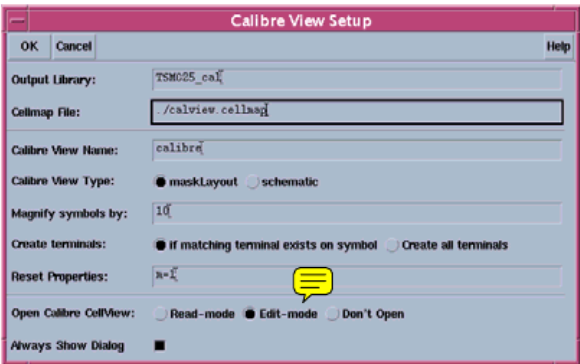 Calibre View Setup
OK Cancel Help
Output Library: TSMC025_cal
Cellmap File: ./calview.cellmap
Calibre View Name: calibre
Calibre View Type: maskLayout schematic
Magnify symbols by: 10
Create terminals: if matching terminal exists on symbol Create all terminals
Reset Properties: m=1
Open Calibre CellView: Read-mode Edit-mode Don't Open
Always Show Dialog